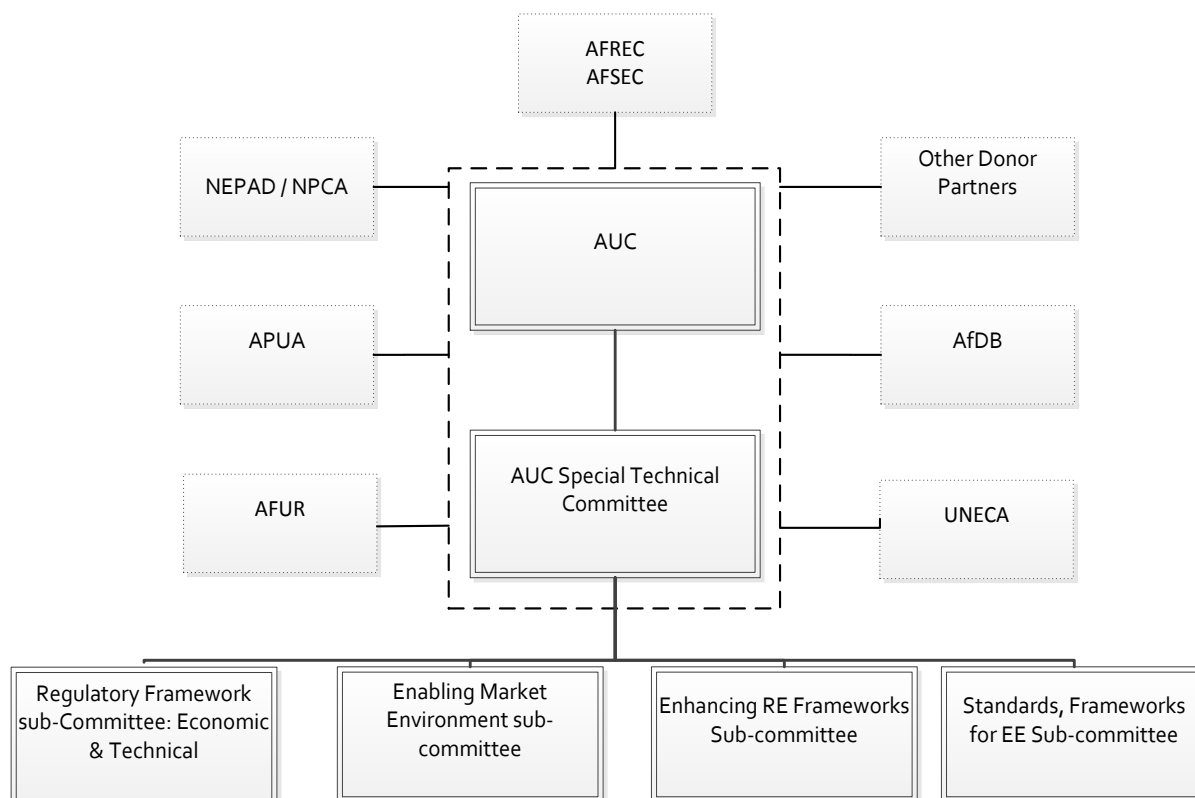 AFREC
AFSEC
NEPAD / NPCA
Other Donor
Partners
AUC
APUA
AfDB
AUC Special Technical
Committee
AFUR
UNECA
Regulatory Framework
sub-Committee: Economic
& Technical
Enabling Market
Environment sub-
committee
Enhancing RE Frameworks
Sub-committee
Standards, Frameworks
for EE Sub-committee